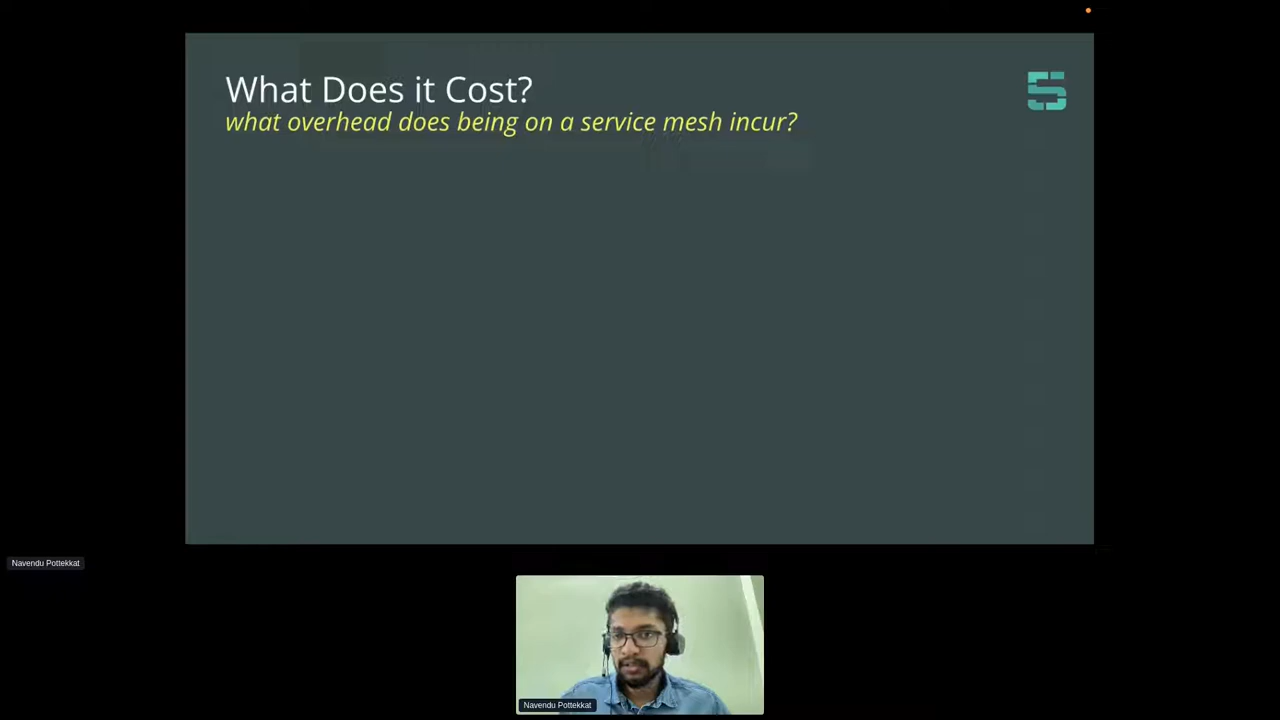 What Does it Cost?
what overhead does being on a service mesh incur?
Navendu Pottekkat
Navendu Pottekkat